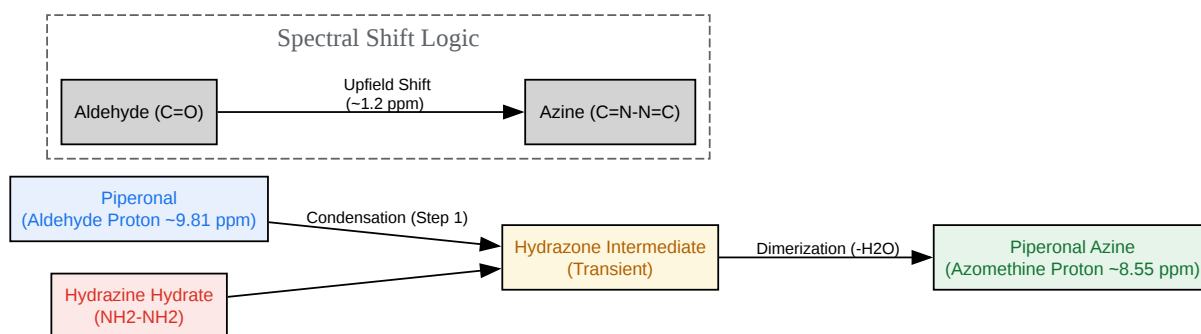 Spectral Shift Logic
Aldehyde (C=O)
Upfield Shift
(~1.2 ppm)
Azine (C=N-N=C)
Piperonal
(Aldehyde Proton ~9.81 ppm)
Condensation (Step 1)
Hydrazine Hydrate
(NH2-NH2)
Hydrazone Intermediate
(Transient)
Dimerization (-H2O)
Piperonal Azine
(Azomethine Proton ~8.55 ppm)